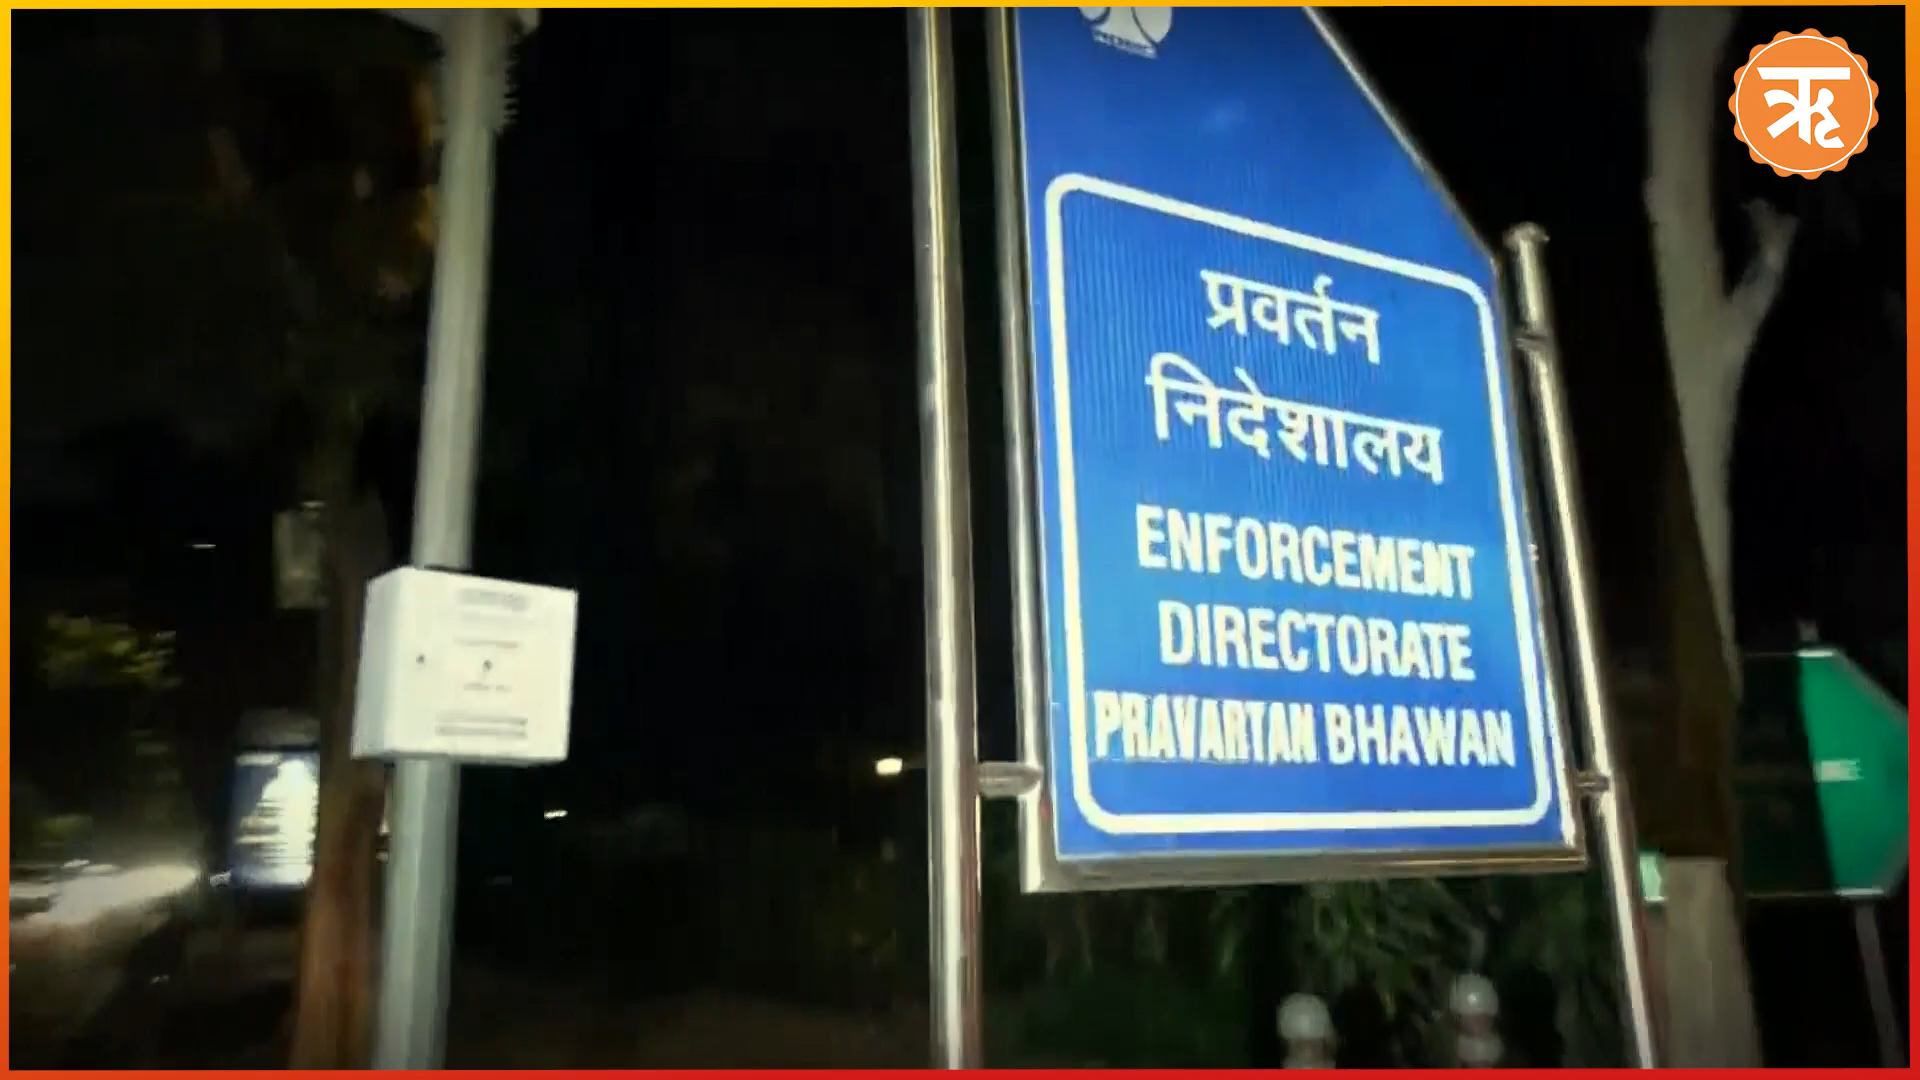 ऋ
प्रवर्तन
निदेशालय
ENFORCEMENT
DIRECTORATE
PRAVARTAN BHAWAN